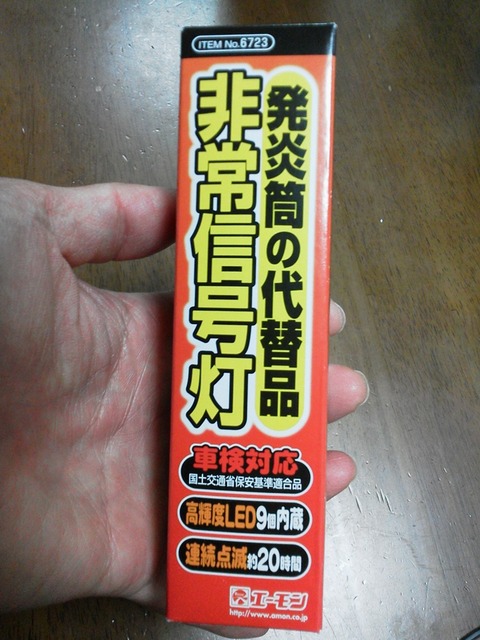 ITEM No.6723
発炎筒の代替品
非常信号灯
車検対応
国土交通省保安基準適合品
高輝度LED9個内蔵
連続点滅約20時間
エーモン
http://www.amon.co.jp